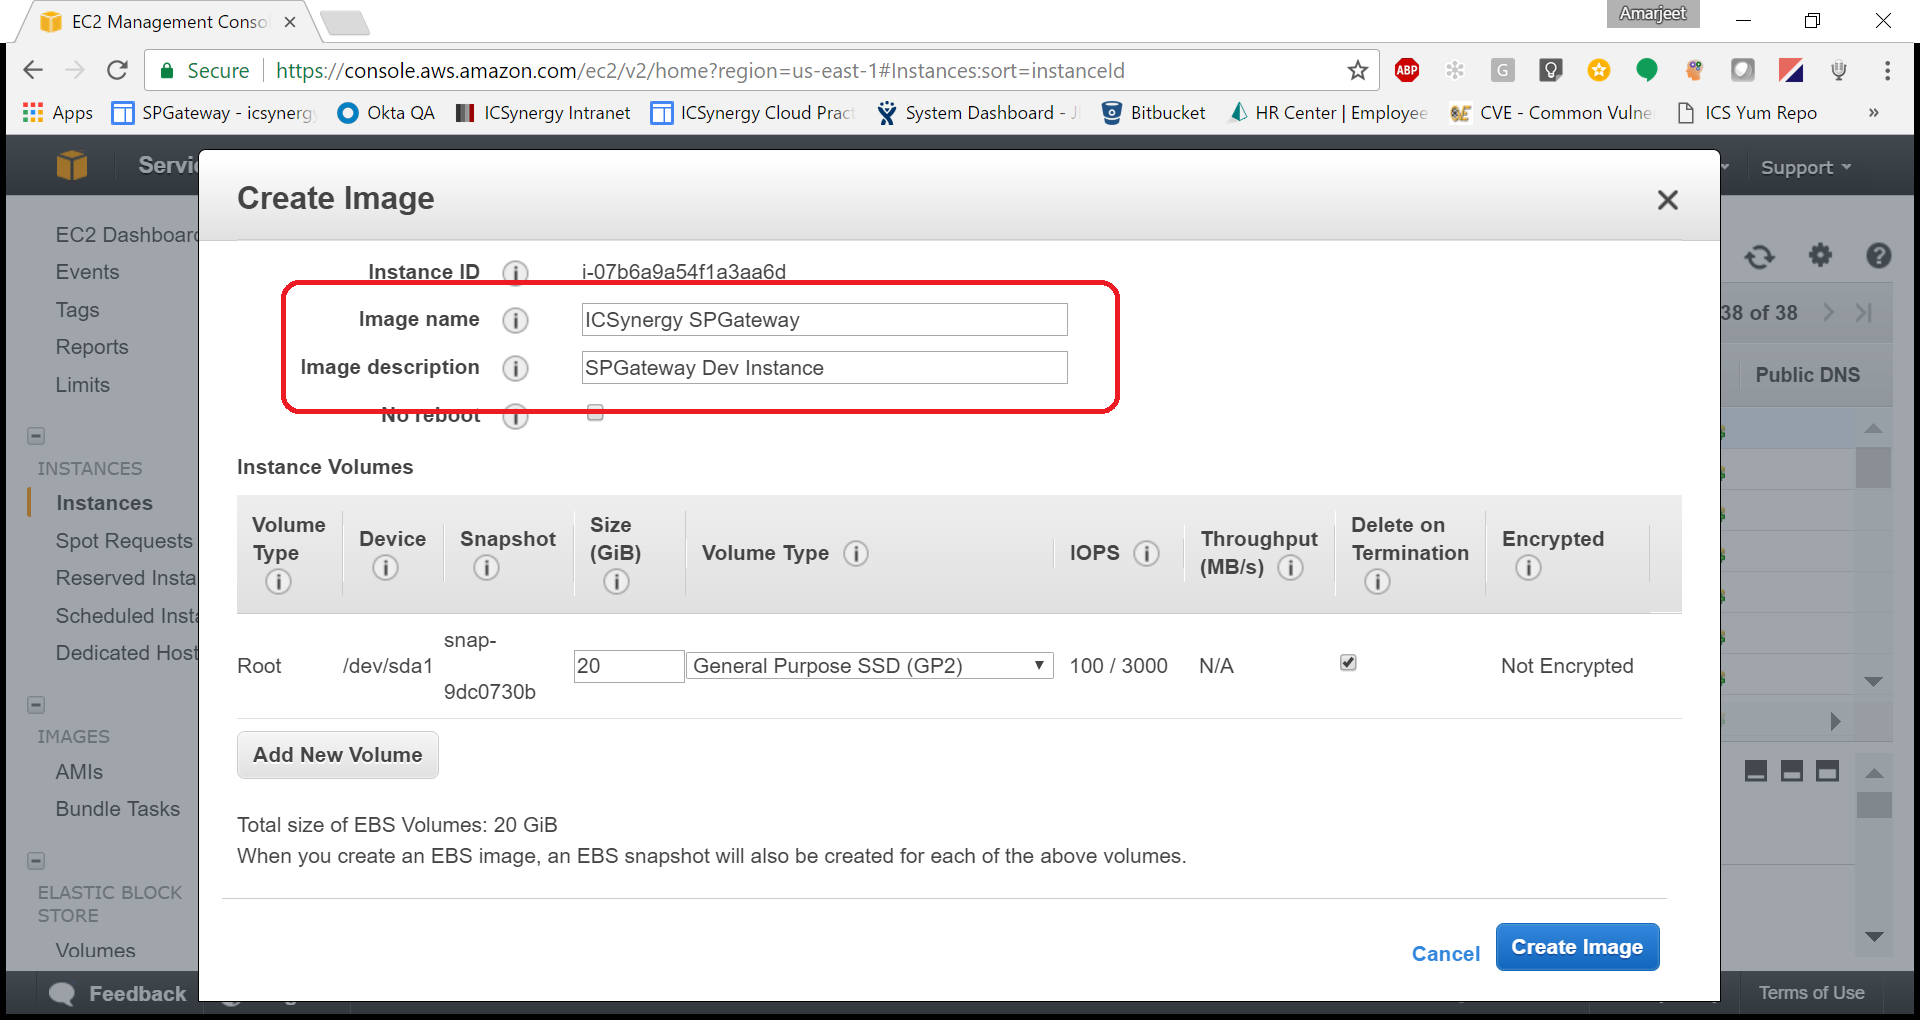 EC2 Management Conso
Amarjeet
Secure
https://console.aws.amazon.com/ec2/v2/home?region=us-east-1#Instances:sort=instanceId
ABP
G
Apps
SPGateway - icsynergy
Okta QA
ICSynergy Intranet
ICSynergy Cloud Pract
System Dashboard - JI
Bitbucket
HR Center | Employee
CVE - Common Vulne
ICS Yum Repo
»
Servi
Support
Create Image
EC2 Dashboard
Events
Tags
Reports
Limits
INSTANCES
Instances
Spot Requests
Reserved Insta
Scheduled Insta
Dedicated Host
IMAGES
AMIs
Bundle Tasks
ELASTIC BLOCK
STORE
Volumes
Instance ID
i-07b6a9a54f1a3aa6d
Image name
ICSynergy SPGateway
Image description
SPGateway Dev Instance
No reboot
38 of 38
Public DNS
Instance Volumes
Volume Type
Device
Snapshot
Size (GiB)
Volume Type
IOPS
Throughput (MB/s)
Delete on Termination
Encrypted
Root
/dev/sda1
snap-
9dc0730b
20
General Purpose SSD (GP2)
100 / 3000
N/A
Not Encrypted
Add New Volume
Total size of EBS Volumes: 20 GiB
When you create an EBS image, an EBS snapshot will also be created for each of the above volumes.
Cancel
Create Image
Feedback
Terms of Use